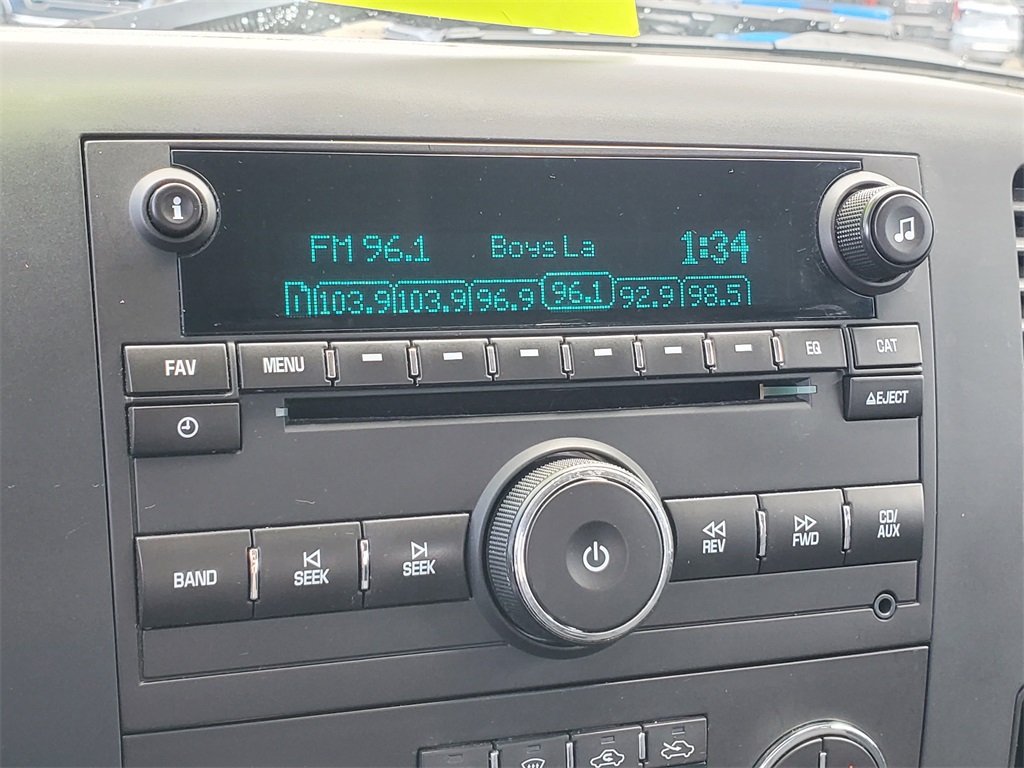 i
FM 96.1 Boys La 1:34
1 103.9 103.9 96.9 96.1 92.9 98.5
FAV MENU EQ CAT
EJECT
BAND SEEK SEEK REV FWD CD/
AUX